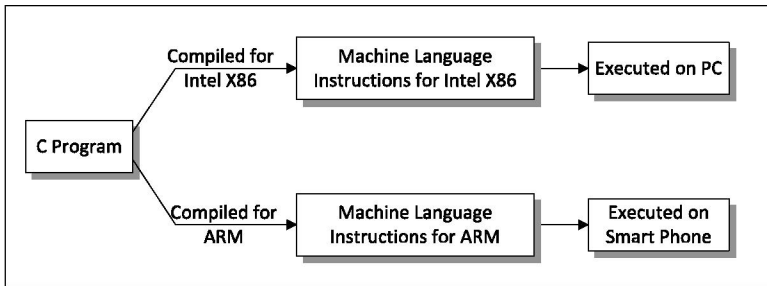 C Program
Compiled for
Intel X86
Machine Language
Instructions for Intel X86
Executed on PC
Compiled for
ARM
Machine Language
Instructions for ARM
Executed on
Smart Phone